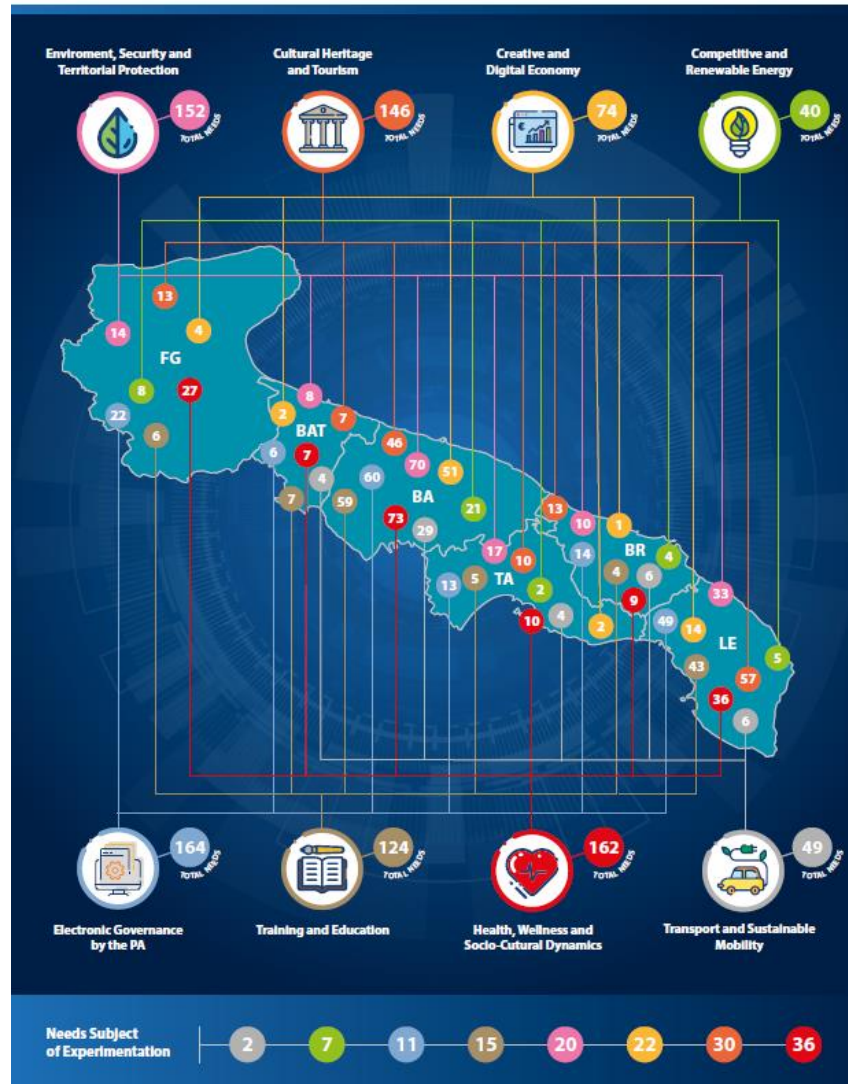 Enviroment, Security and
Territorial Protection
152
TOTAL NEEDS
Cultural Heritage
and Tourism
146
TOTAL NEEDS
Creative and
Digital Economy
€
74
TOTAL NEEDS
Competitive and
Renewable Energy
40
TOTAL NEEDS
13
14
4
FG
8
27
22
6
8
2
7
BAT
6
7
4
7
46
70
51
60
59
BA
21
73
29
13
10
1
17
10
14
BR
4
TA
5
4
6
13
2
9
10
4
2
33
49
14
LE
5
43
57
36
6
164
TOTAL NEEDS
Electronic Governance
by the PA
124
TOTAL NEEDS
Training and Education
162
TOTAL NEEDS
Health, Wellness and
Socio-Cutural Dynamics
49
TOTAL NEEDS
Transport and Sustainable
Mobility
Needs Subject
of Experimentation
2 7 11 15 20 22 30 36